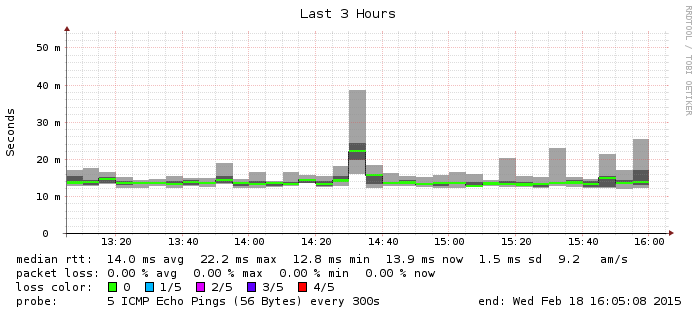 Last 3 Hours
RRDTOOL / TOBI OETIKER
Seconds
50 m
40 m
30 m
20 m
10 m
0
13:20 13:40 14:00 14:20 14:40 15:00 15:20 15:40 16:00
median rtt: 14.0 ms avg 22.2 ms max 12.8 ms min 13.9 ms now 1.5 ms sd 9.2 am/s
packet loss: 0.00 % avg 0.00 % max 0.00 % min 0.00 % now
loss color: 0 1/5 2/5 3/5 4/5
probe: 5 ICMP Echo Pings (56 Bytes) every 300s end: Wed Feb 18 16:05:08 2015